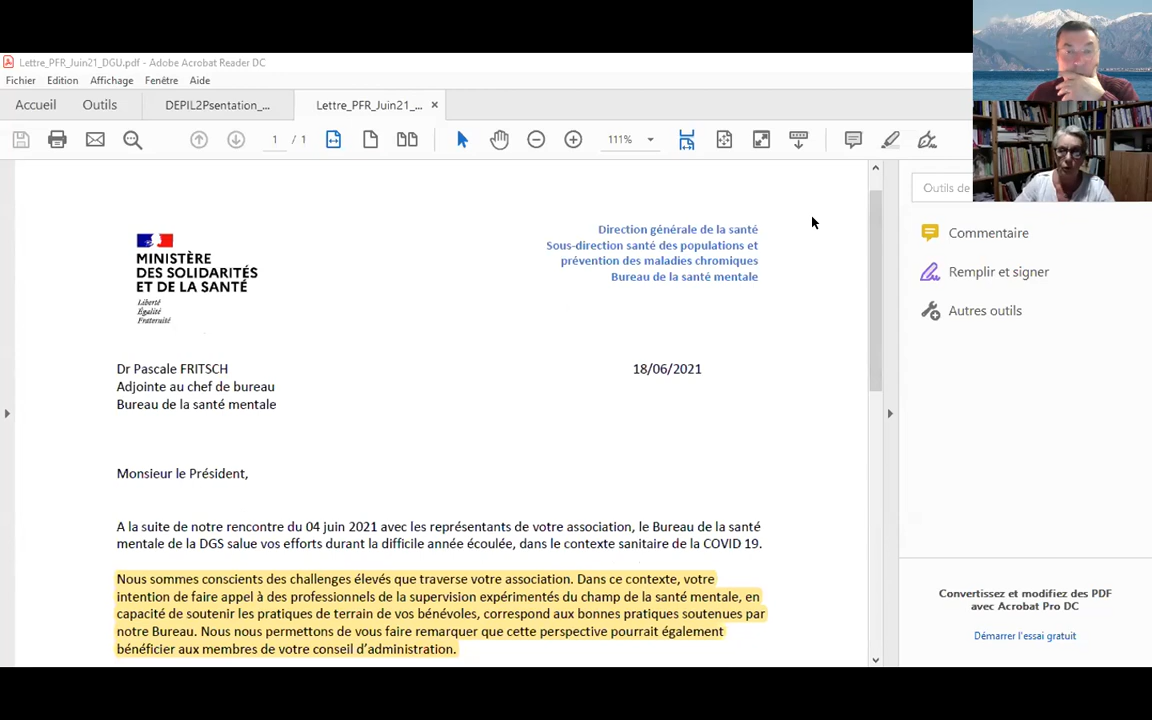 Lettre_PFR_Juin21_DGU.pdf - Adobe Acrobat Reader DC
Fichier Edition Affichage Fenêtre Aide
Accueil Outils DEPIL2Psentation_... Lettre_PFR_Juin21_... ×
1 / 1 111%
Outils de
Commentaire
Remplir et signer
Autres outils
MINISTÈRE
DES SOLIDARITÉS
ET DE LA SANTÉ
Liberté
Égalité
Fraternité
Direction générale de la santé
Sous-direction santé des populations et
prévention des maladies chroniques
Bureau de la santé mentale
Dr Pascale FRITSCH
Adjointe au chef de bureau
Bureau de la santé mentale
18/06/2021
Monsieur le Président,
A la suite de notre rencontre du 04 juin 2021 avec les représentants de votre association, le Bureau de la santé
mentale de la DGS salue vos efforts durant la difficile année écoulée, dans le contexte sanitaire de la COVID 19.
Nous sommes conscients des challenges élevés que traverse votre association. Dans ce contexte, votre
intention de faire appel à des professionnels de la supervision expérimentés du champ de la santé mentale, en
capacité de soutenir les pratiques de terrain de vos bénévoles, correspond aux bonnes pratiques soutenues par
notre Bureau. Nous nous permettons de vous faire remarquer que cette perspective pourrait également
bénéficier aux membres de votre conseil d'administration.
Convertissez et modifiez des PDF
avec Acrobat Pro DC
Démarrer l'essai gratuit